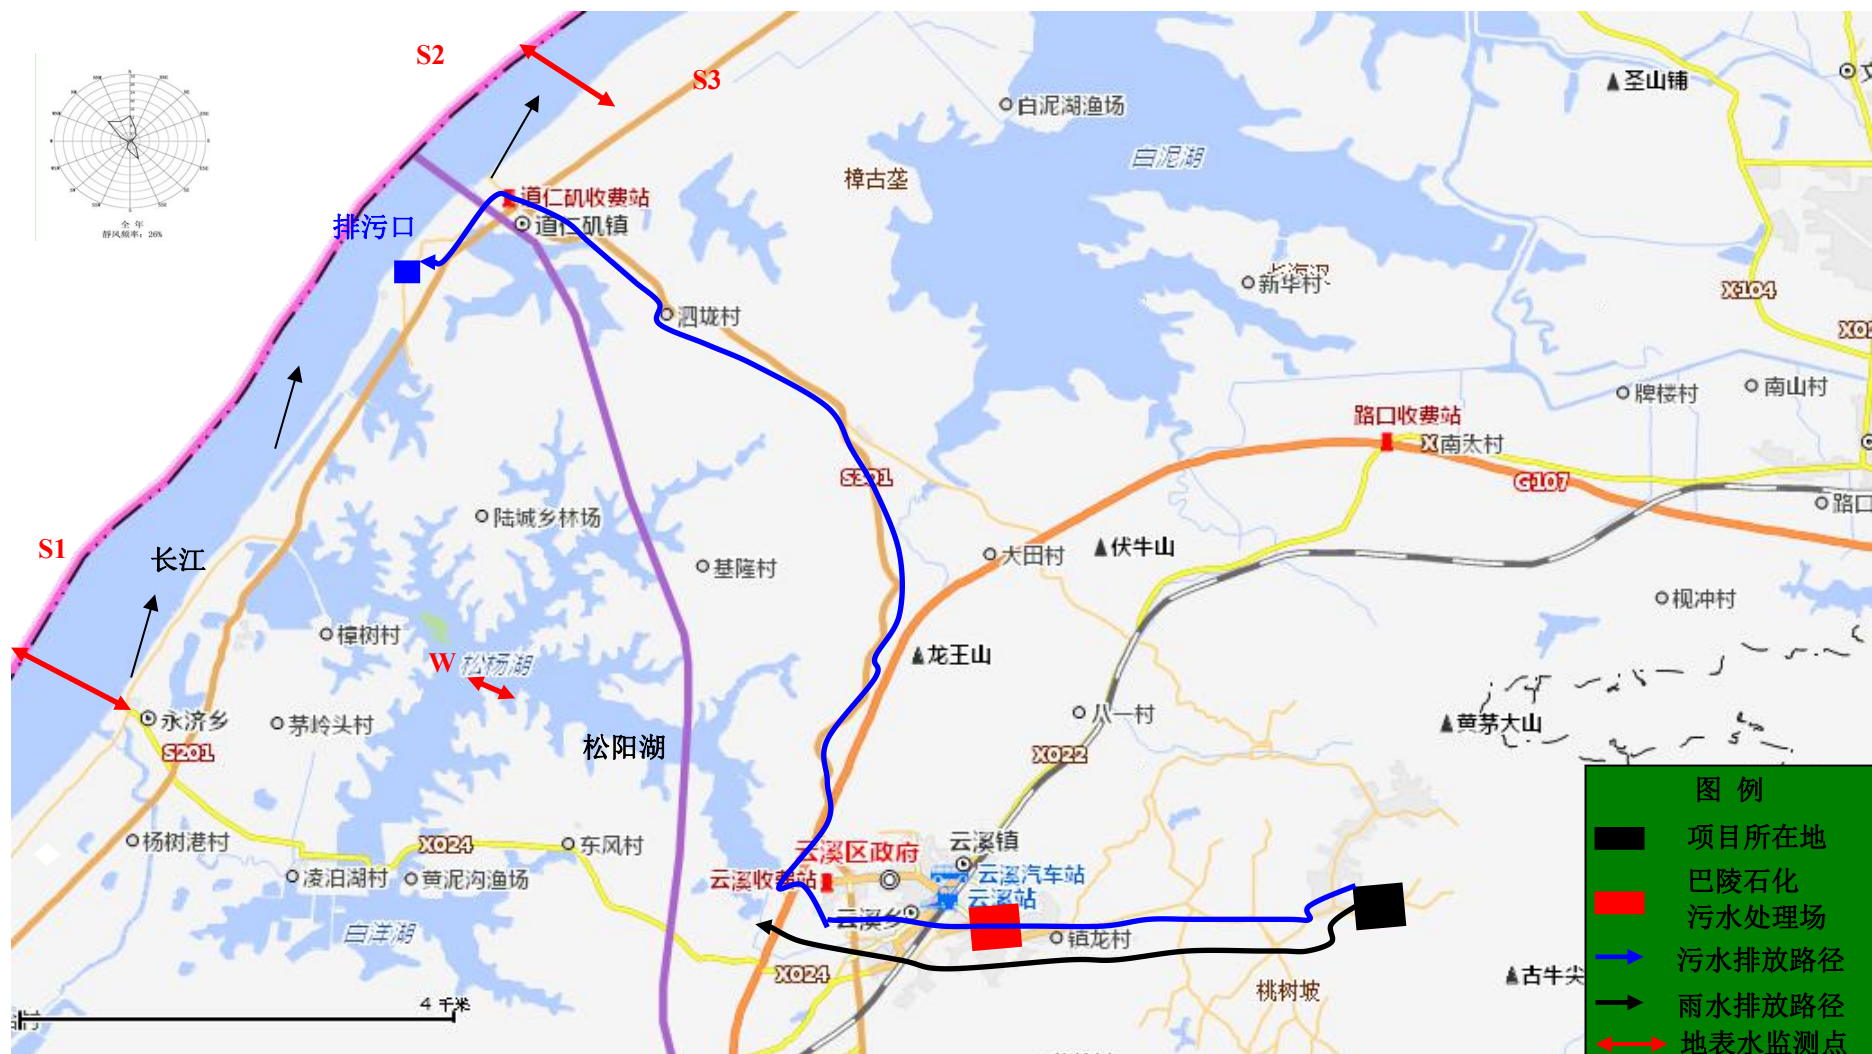 S2
S3
圣山铺
白泥湖渔场
白泥湖
樟古垄
道仁矶收费站
道仁矶镇
排污口
全 年
静风频率：26%
新华村
X104
泗垅村
路口收费站
牌楼村
南山村
X
南太村
G107
路口
S301
陆城乡林场
基隆村
大田村
伏牛山
S1
长江
枧冲村
樟树村
W
松杨湖
龙王山
永济乡
茅岭头村
S201
松阳湖
八一村
X022
黄茅大山
杨树港村
X024
东风村
云溪区政府
云溪镇
云溪收费站
云溪汽车站
云溪站
凌泊湖村
黄泥沟渔场
云溪乡
镇龙村
白洋湖
X024
桃树坡
古牛尖
4 千米
图 例
项目所在地
巴陵石化
污水处理场
污水排放路径
雨水排放路径
地表水监测点